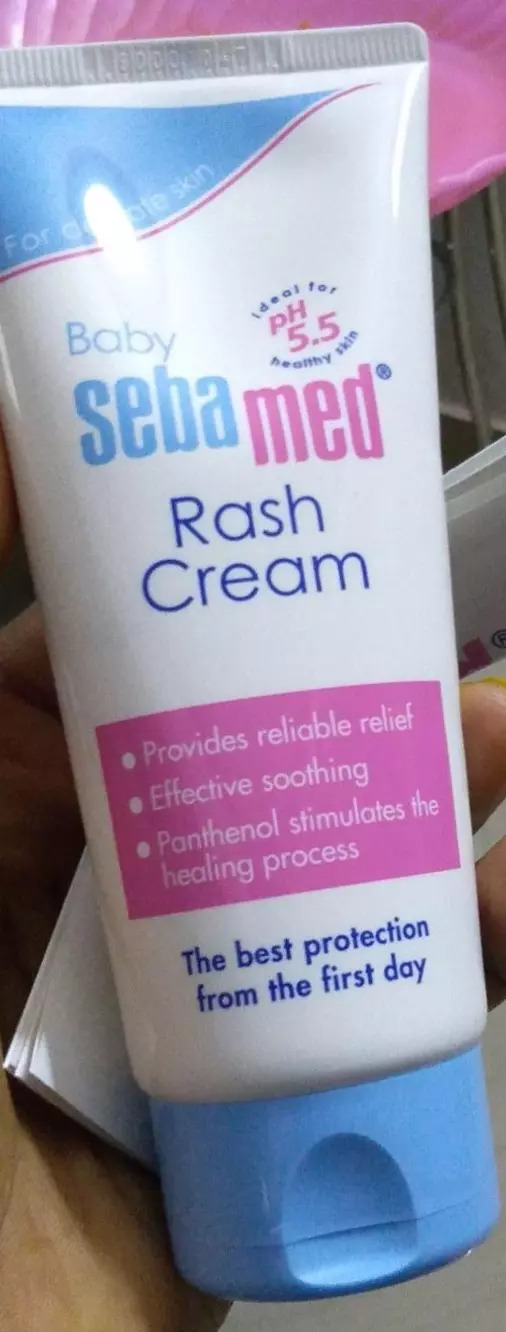 For delicate skin
Baby
Ideal for
pH
5.5
healthy skin
sebamed®
Rash
Cream
• Provides reliable relief
• Effective soothing
• Panthenol stimulates the
healing process
The best protection
from the first day